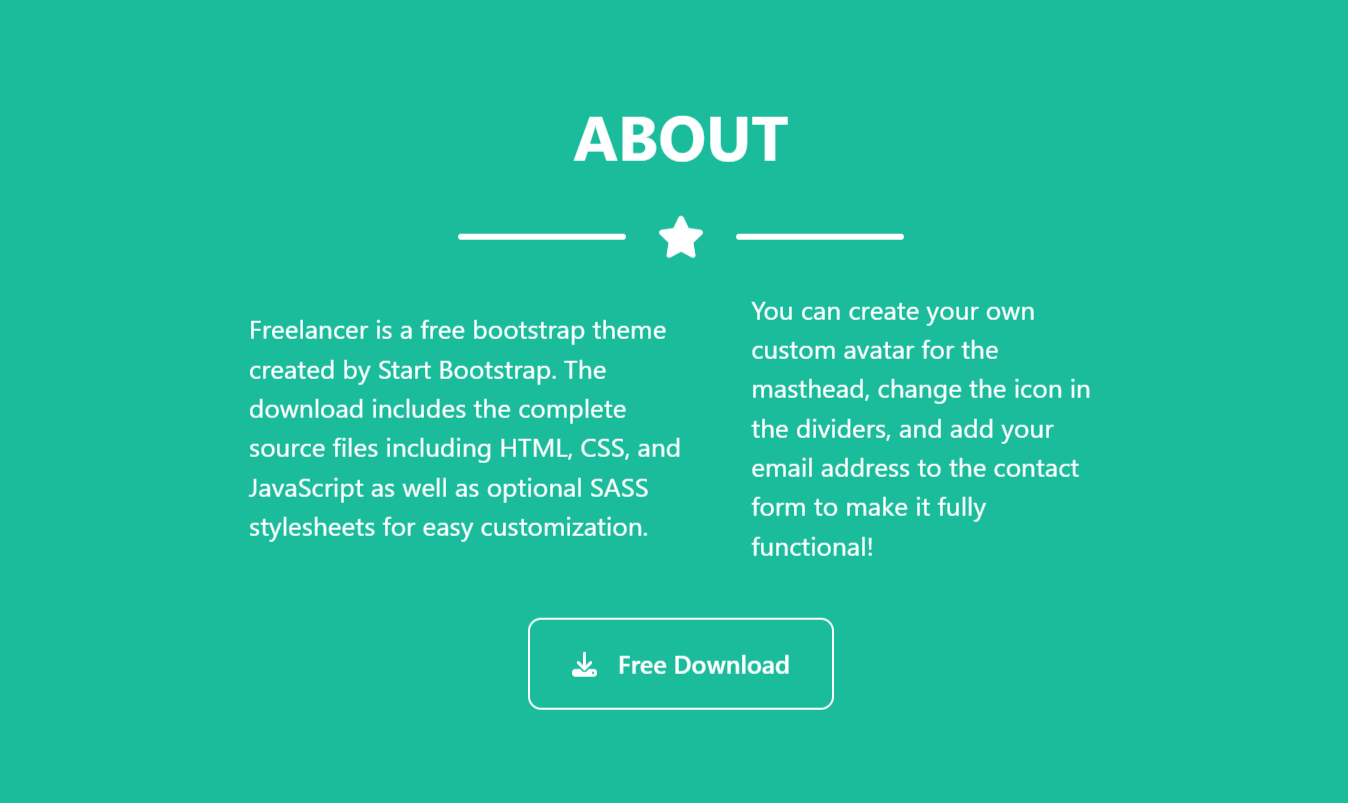 ABOUT
Freelancer is a free bootstrap theme
created by Start Bootstrap. The
download includes the complete
source files including HTML, CSS, and
JavaScript as well as optional SASS
stylesheets for easy customization.
You can create your own
custom avatar for the
masthead, change the icon in
the dividers, and add your
email address to the contact
form to make it fully
functional!
Free Download